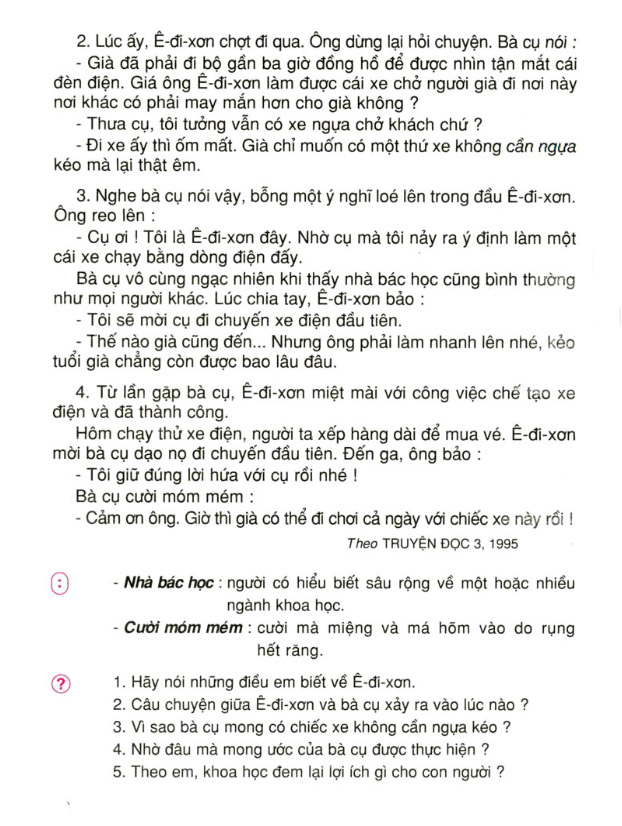 2. Lúc ấy, Ê-đi-xơn chợt đi qua. Ông dừng lại hỏi chuyện. Bà cụ nói :
- Già đã phải đi bộ gần ba giờ đồng hồ để được nhìn tận mắt cái
đèn điện. Giá ông Ê-đi-xơn làm được cái xe chở người già đi nơi này
nơi khác có phải may mắn hơn cho già không ?
- Thưa cụ, tôi tưởng vẫn có xe ngựa chở khách chứ ?
- Đi xe ấy thì ốm mất. Già chỉ muốn có một thứ xe không cần ngựa
kéo mà lại thật êm.
3. Nghe bà cụ nói vậy, bỗng một ý nghĩ loé lên trong đầu Ê-đi-xơn.
Ông reo lên :
- Cụ ơi ! Tôi là Ê-đi-xơn đây. Nhờ cụ mà tôi nảy ra ý định làm một
cái xe chạy bằng dòng điện đấy.
Bà cụ vô cùng ngạc nhiên khi thấy nhà bác học cũng bình thường
như mọi người khác. Lúc chia tay, Ê-đi-xơn bảo :
- Tôi sẽ mời cụ đi chuyến xe điện đầu tiên.
- Thế nào già cũng đến... Nhưng ông phải làm nhanh lên nhé, kẻo
tuổi già chẳng còn được bao lâu đâu.
4. Từ lần gặp bà cụ, Ê-đi-xơn miệt mài với công việc chế tạo xe
điện và đã thành công.
Hôm chạy thử xe điện, người ta xếp hàng dài để mua vé. Ê-đi-xơn
mời bà cụ dạo nọ đi chuyến đầu tiên. Đến ga, ông bảo :
- Tôi giữ đúng lời hứa với cụ rồi nhé !
Bà cụ cười móm mém :
- Cảm ơn ông. Giờ thì già có thể đi chơi cả ngày với chiếc xe này rồi !
Theo TRUYỆN ĐỌC 3, 1995
: - Nhà bác học : người có hiểu biết sâu rộng về một hoặc nhiều
ngành khoa học.
- Cười móm mém : cười mà miệng và má hõm vào do rụng
hết răng.
? 1. Hãy nói những điều em biết về Ê-đi-xơn.
2. Câu chuyện giữa Ê-đi-xơn và bà cụ xảy ra vào lúc nào ?
3. Vì sao bà cụ mong có chiếc xe không cần ngựa kéo ?
4. Nhờ đâu mà mong ước của bà cụ được thực hiện ?
5. Theo em, khoa học đem lại lợi ích gì cho con người ?